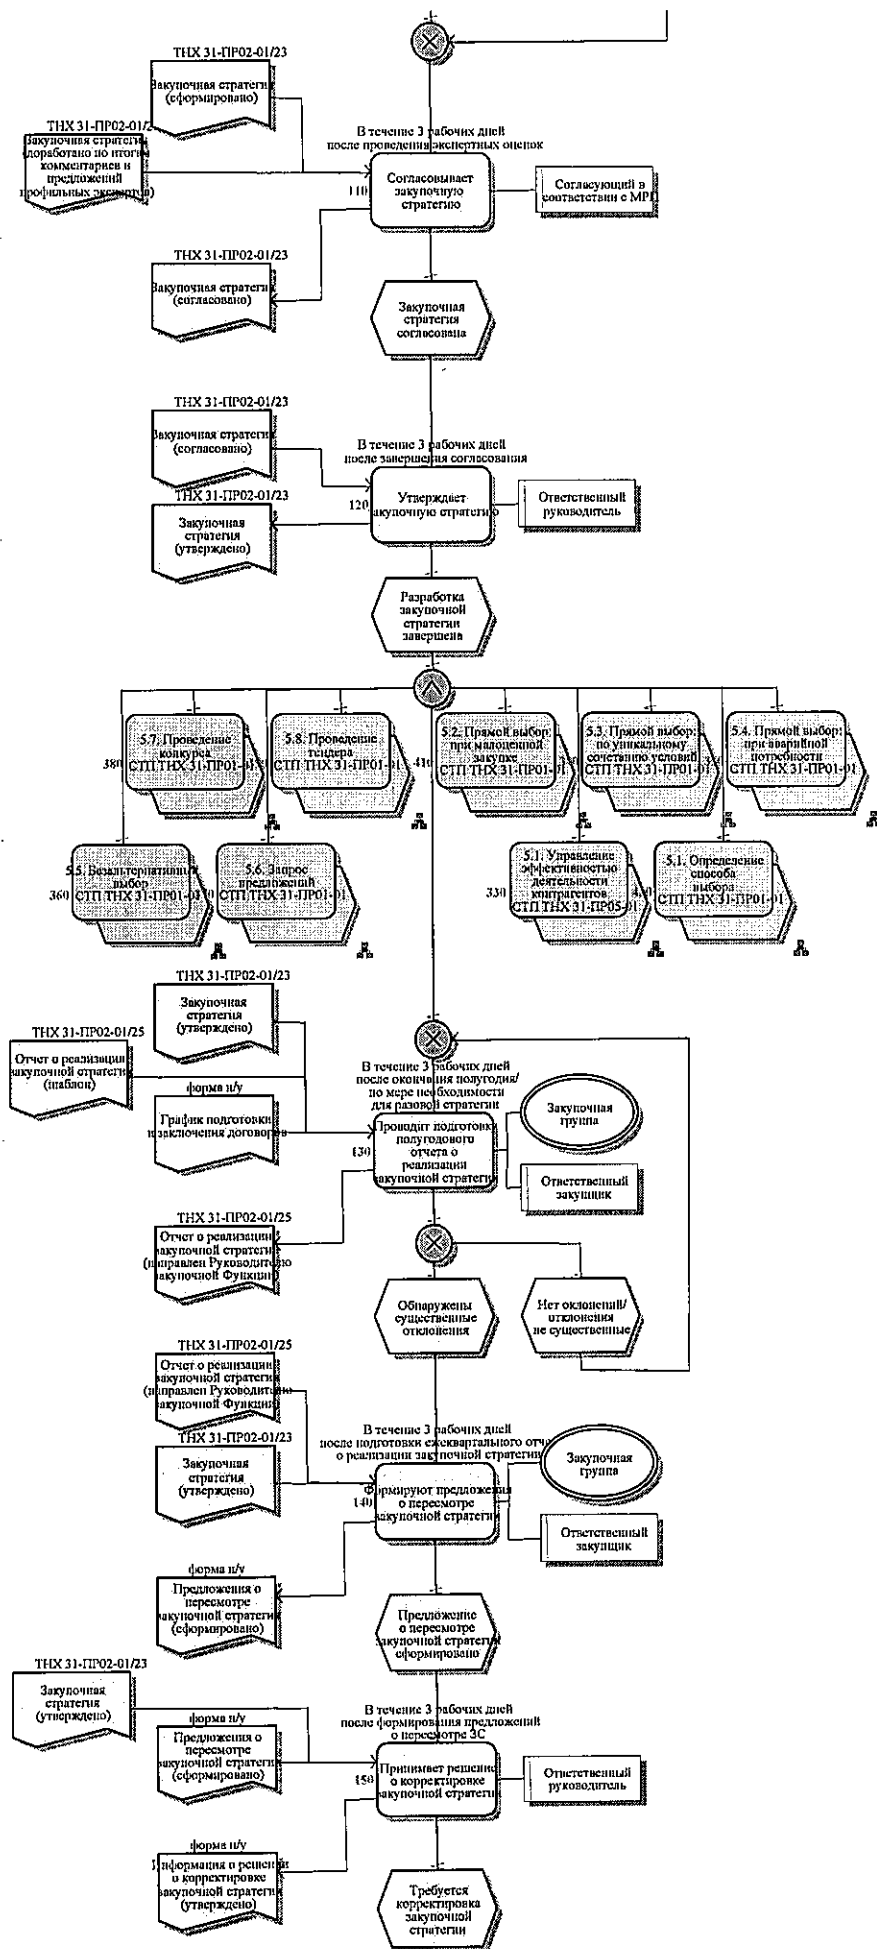 ТНХ 31-ПР02-01/23
Закупочная стратегия
(сформировано)
ТНХ 31-ПР02-01/2
Закупочная стратегия
(доработано по итогам
комментариев и
предложений
профильных экспертов)
В течение 3 рабочих дней
после проведения экспертных оценок
110
Согласовывает
закупочную
стратегию
Согласующий в
соответствии с МРП
ТНХ 31-ПР02-01/23
Закупочная стратегия
(согласовано)
Закупочная
стратегия
согласована
ТНХ 31-ПР02-01/23
Закупочная стратегия
(согласовано)
В течение 3 рабочих дней
после завершения согласования
ТНХ 31-ПР02-01/23
Закупочная
стратегия
(утверждено)
120
Утверждает
закупочную стратегию
Ответственный
руководитель
Разработка
закупочной
стратегии
завершена
380
5.7. Проведение
конкурса
СТП ТНХ 31-ПР01-01
5.8. Проведение
тендера
СТП ТНХ 31-ПР01-01
410
5.2. Прямой выбор:
при малоценной
закупке
СТП ТНХ 31-ПР01-01
5.3. Прямой выбор:
по уникальному
сочетанию условий
СТП ТНХ 31-ПР01-01
5.4. Прямой выбор:
при аварийной
потребности
СТП ТНХ 31-ПР01-01
360
5.5. Безальтернативный
выбор
СТП ТНХ 31-ПР01-01
5.6. Запрос
предложений
СТП ТНХ 31-ПР01-01
330
5.1. Управление
эффективностью
деятельности
контрагентов
СТП ТНХ 31-ПР05-01
5.1. Определение
способа
выбора
СТП ТНХ 31-ПР01-01
ТНХ 31-ПР02-01/23
Закупочная
стратегия
(утверждено)
ТНХ 31-ПР02-01/25
Отчет о реализации
закупочной стратегии
(шаблон)
форма н/у
График подготовки
и заключения договоров
В течение 3 рабочих дней
после окончания полугодия/
по мере необходимости
для разовой стратегии
130
Проводит подготовку
полугодового
отчета о
реализации
закупочной стратегии
Закупочная
группа
Ответственный
закупщик
ТНХ 31-ПР02-01/25
Отчет о реализации
закупочной стратегии
(направлен Руководителю
закупочной Функции)
Обнаружены
существенные
отклонения
Нет оклонений/
отклонения
не существенные
ТНХ 31-ПР02-01/25
Отчет о реализации
закупочной стратегии
(направлен Руководителю
закупочной Функции)
ТНХ 31-ПР02-01/23
Закупочная
стратегия
(утверждено)
В течение 3 рабочих дней
после подготовки ежеквартального отче
о реализации закупочной стратегии
140
Формируют предложения
о пересмотре
закупочной стратегии
Закупочная
группа
Ответственный
закупщик
форма н/у
Предложения о
пересмотре
закупочной стратегии
(сформировано)
Предложение
о пересмотре
закупочной стратегии
сформировано
ТНХ 31-ПР02-01/23
Закупочная
стратегия
(утверждено)
форма н/у
Предложения о
пересмотре
закупочной стратегии
(сформировано)
В течение 3 рабочих дней
после формирования предложений
о пересмотре ЗС
150
Принимает решение
о корректировке
закупочной стратегии
Ответственный
руководитель
форма н/у
Информация о решении
о корректировке
закупочной стратегии
(утверждено)
Требуется
корректировка
закупочной
стратегии